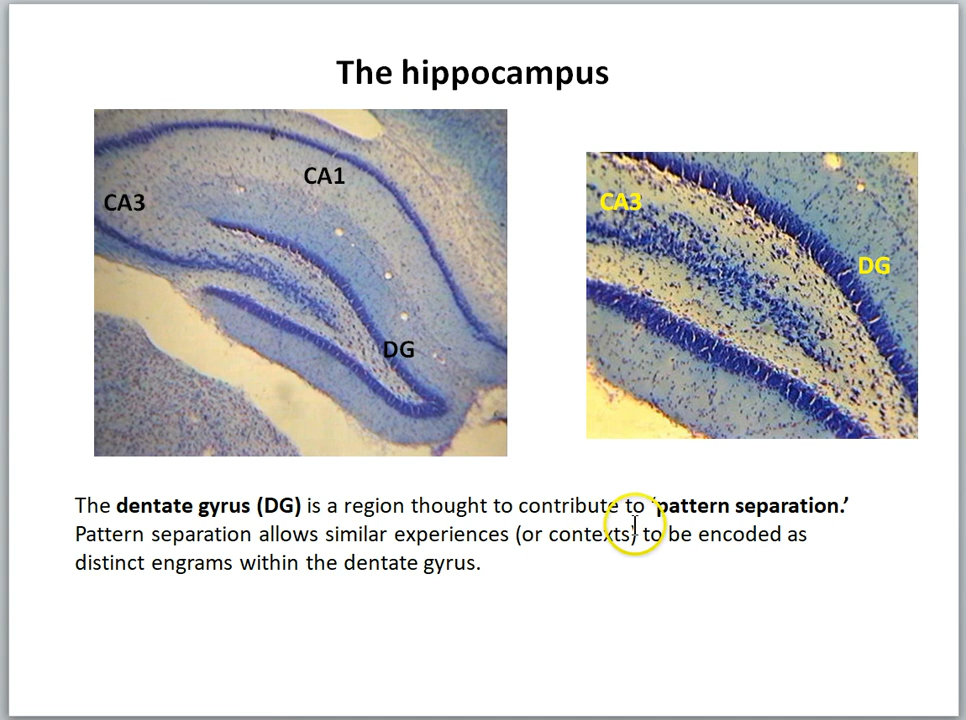 The hippocampus
CA1
CA3
DG
CA3
DG
The dentate gyrus (DG) is a region thought to contribute to ‘pattern separation.’
Pattern separation allows similar experiences (or contexts) to be encoded as
distinct engrams within the dentate gyrus.